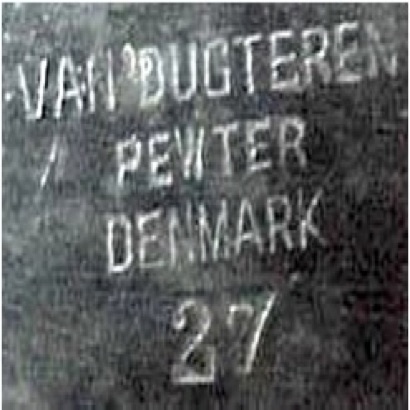 VAN DUGTEREN
PEWTER
DENMARK
27